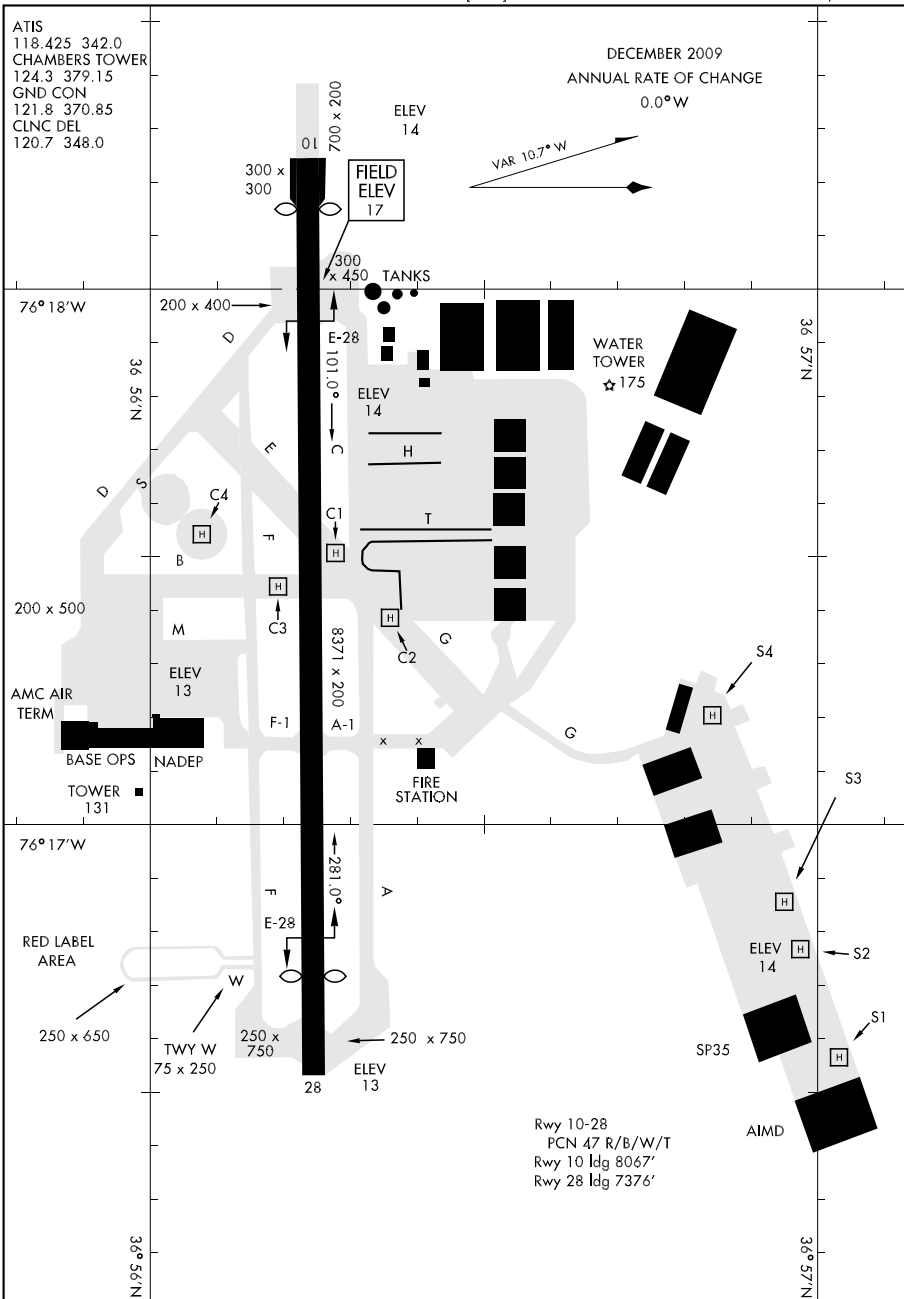 ATIS
118.425 342.0
CHAMBERS TOWER
124.3 379.15
GND CON
121.8 370.85
CLNC DEL
120.7 348.0
DECEMBER 2009
ANNUAL RATE OF CHANGE
0.0° W
VAR 10.7° W
ELEV
14
10
700 x 200
300 x
300
FIELD
ELEV
17
300
x 450
TANKS
76° 18'W
200 x 400
E-28
D
101.0°
36 56'N
36 57'N
WATER
TOWER
175
ELEV
14
C
E
H
D
S
C4
C1
T
H
F
H
B
H
C3
200 x 500
H
C2
M
8371 x 200
G
S4
ELEV
13
H
AMC AIR
TERM
F-1
A-1
G
x
x
BASE OPS
NADEP
FIRE
STATION
TOWER
131
S3
76° 17'W
281.0°
F
A
H
E-28
RED LABEL
AREA
ELEV
14
H
S2
W
250 x 650
TWY W
75 x 250
250 x
750
250 x 750
S1
SP35
H
ELEV
13
28
AIMD
Rwy 10-28
PCN 47 R/B/W/T
Rwy 10 ldg 8067'
Rwy 28 ldg 7376'
36° 56'N
36° 57'N